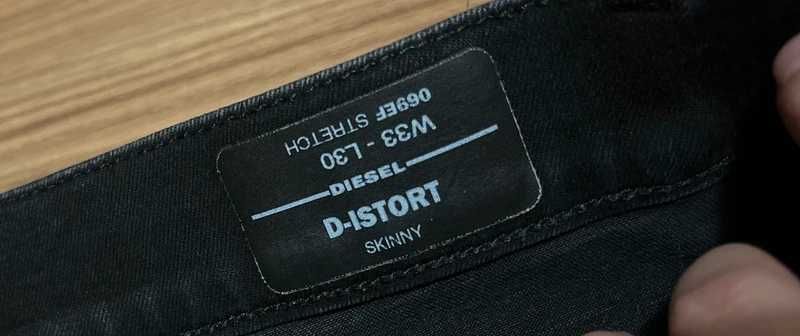 069EF STRETCH
W33 - L30
DIESEL
D-ISTORT
SKINNY